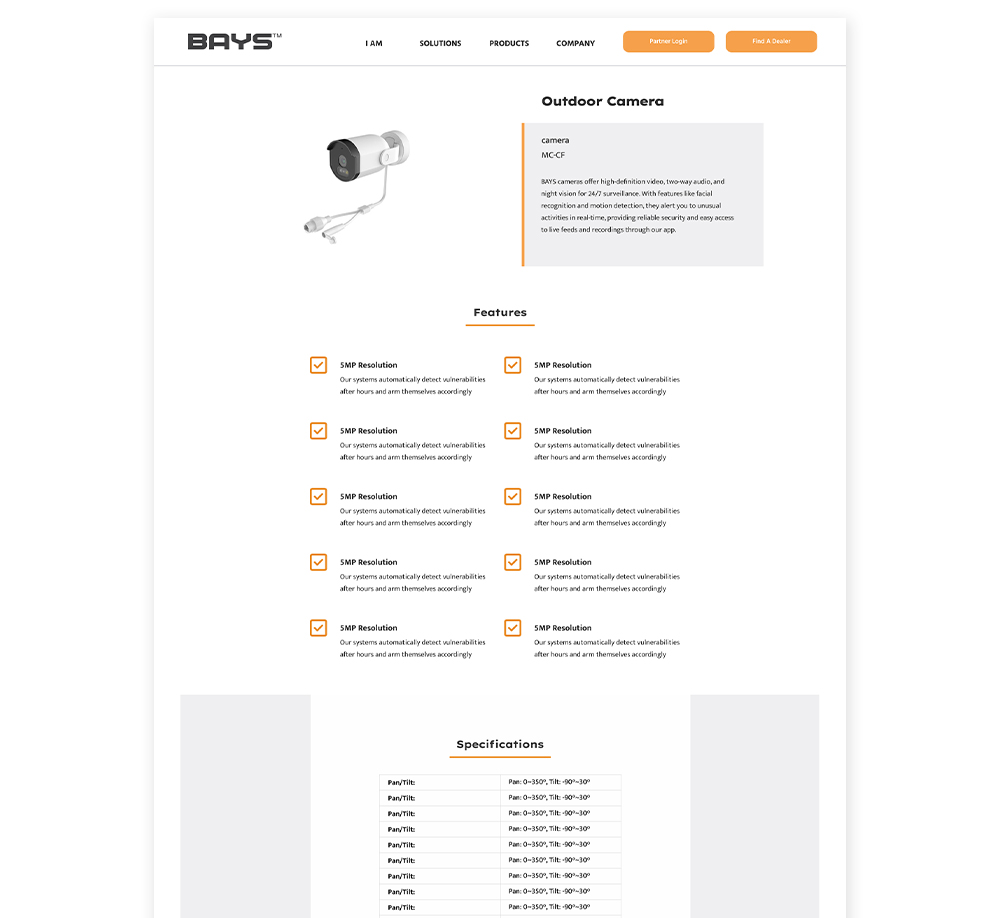 BAYS™
I AM
SOLUTIONS
PRODUCTS
COMPANY
Partner Login
Find A Dealer
Outdoor Camera
camera
MC-CF
BAYS cameras offer high-definition video, two-way audio, and
night vision for 24/7 surveillance. With features like facial
recognition and motion detection, they alert you to unusual
activities in real-time, providing reliable security and easy access
to live feeds and recordings through our app.
Features
5MP Resolution
Our systems automatically detect vulnerabilities
after hours and arm themselves accordingly
5MP Resolution
Our systems automatically detect vulnerabilities
after hours and arm themselves accordingly
5MP Resolution
Our systems automatically detect vulnerabilities
after hours and arm themselves accordingly
5MP Resolution
Our systems automatically detect vulnerabilities
after hours and arm themselves accordingly
5MP Resolution
Our systems automatically detect vulnerabilities
after hours and arm themselves accordingly
5MP Resolution
Our systems automatically detect vulnerabilities
after hours and arm themselves accordingly
5MP Resolution
Our systems automatically detect vulnerabilities
after hours and arm themselves accordingly
5MP Resolution
Our systems automatically detect vulnerabilities
after hours and arm themselves accordingly
5MP Resolution
Our systems automatically detect vulnerabilities
after hours and arm themselves accordingly
5MP Resolution
Our systems automatically detect vulnerabilities
after hours and arm themselves accordingly
Specifications
Pan/Tilt: Pan: 0~350°, Tilt: -90°~30°
Pan/Tilt: Pan: 0~350°, Tilt: -90°~30°
Pan/Tilt: Pan: 0~350°, Tilt: -90°~30°
Pan/Tilt: Pan: 0~350°, Tilt: -90°~30°
Pan/Tilt: Pan: 0~350°, Tilt: -90°~30°
Pan/Tilt: Pan: 0~350°, Tilt: -90°~30°
Pan/Tilt: Pan: 0~350°, Tilt: -90°~30°
Pan/Tilt: Pan: 0~350°, Tilt: -90°~30°
Pan/Tilt: Pan: 0~350°, Tilt: -90°~30°